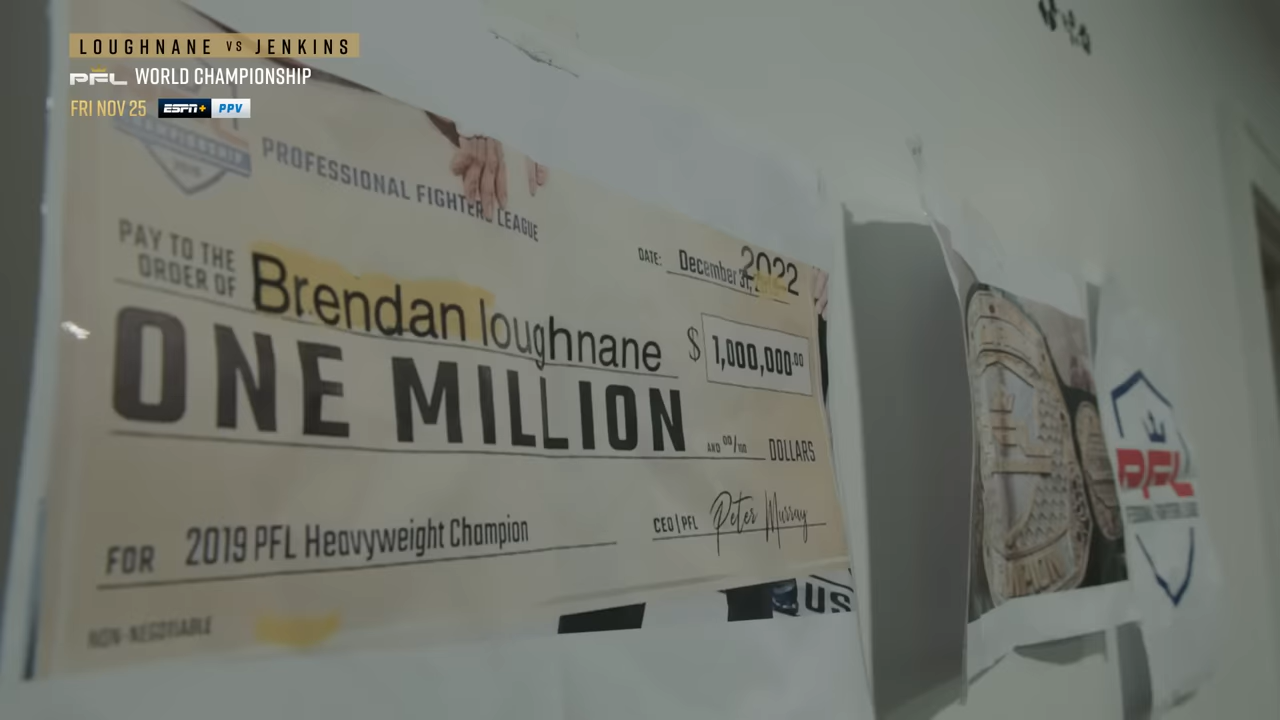 LOUGHNANE VS JENKINS
PFL WORLD CHAMPIONSHIP
FRI NOV 25 ESPN+ PPV
PROFESSIONAL FIGHTERS LEAGUE
DATE: December 31, 2022
PAY TO THE
ORDER OF Brendan loughnane
$ 1,000,000.00
ONE MILLION AND 00/100 DOLLARS
FOR 2019 PFL Heavyweight Champion
CEO|PFL Peter Murray
NON-NEGOTIABLE
US
PFL